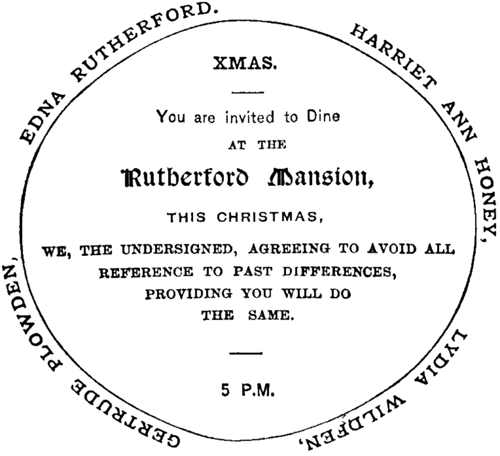 EDNA RUTHERFORD.
HARRIET ANN HONEY,
LYDIA WILDFEN,
GERTRUDE PLOWDEN,
XMAS.
You are invited to Dine
AT THE
Rutherford Mansion,
THIS CHRISTMAS,
WE, THE UNDERSIGNED, AGREEING TO AVOID ALL
REFERENCE TO PAST DIFFERENCES,
PROVIDING YOU WILL DO
THE SAME.
5 P.M.